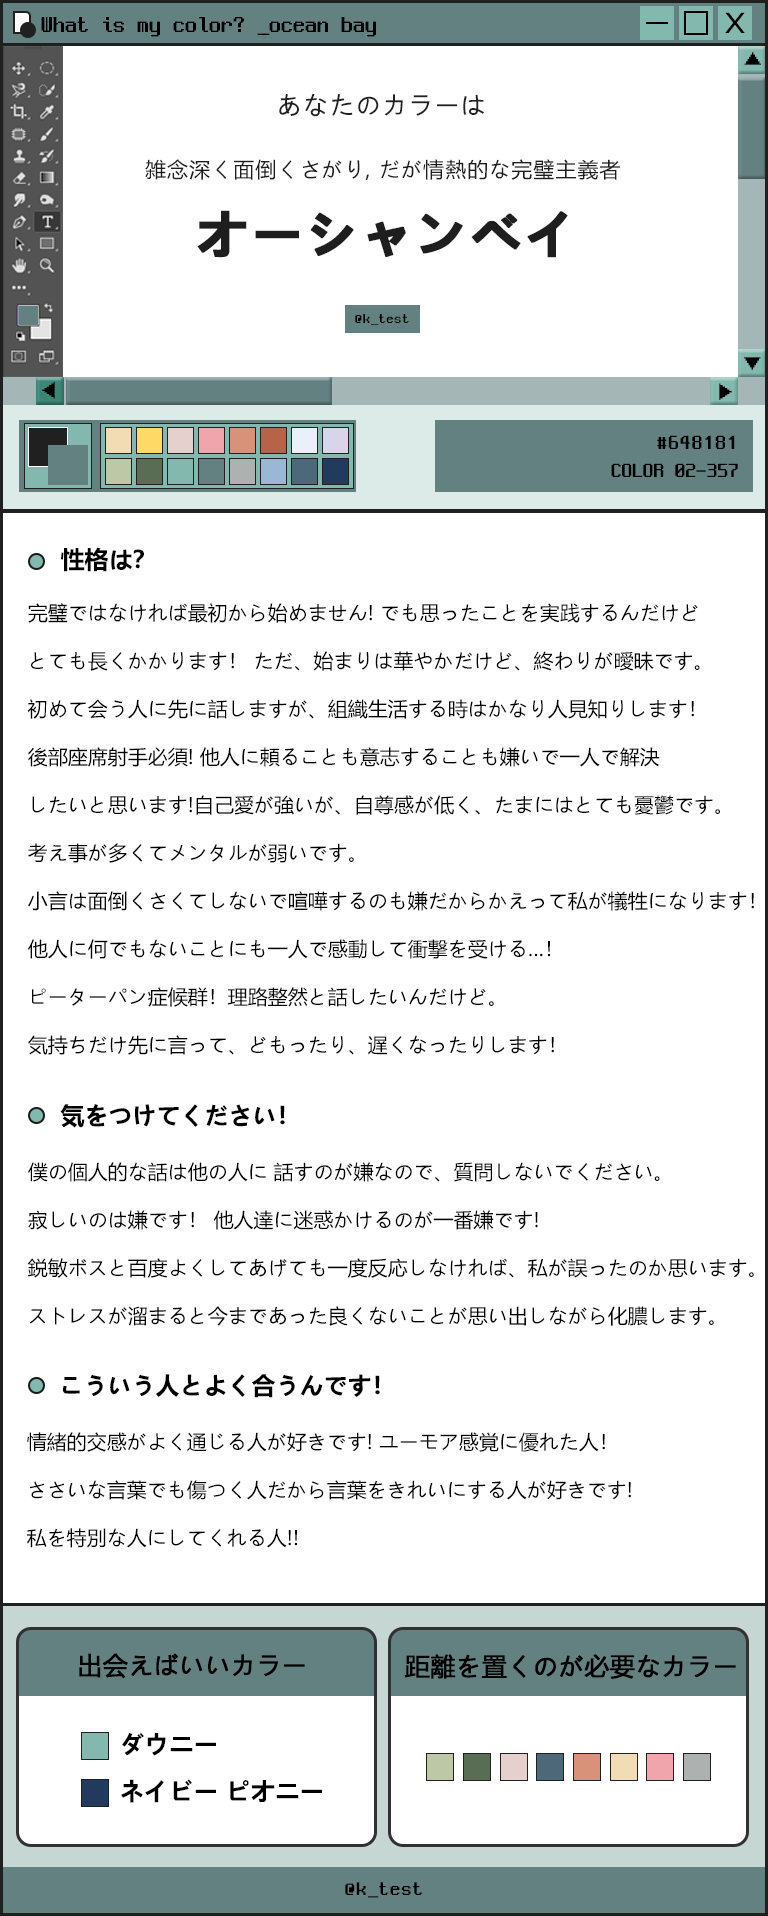 What is my color? _ocean bay
あなたのカラーは
雑念深く面倒くさがり, だが情熱的な完璧主義者
オーシャンベイ
@k_test
#648181
COLOR 02-357
性格は?
完璧ではなければ最初から始めません! でも思ったことを実践するんだけど
とても長くかかります! ただ、始まりは華やかだけど、終わりが曖昧です。
初めて会う人に先に話しますが、組織生活する時はかなり人見知りします!
後部座席射手必須! 他人に頼ることも意志することも嫌いで一人で解決
したいと思います!自己愛が強いが、自尊感が低く、たまにはとても憂鬱です。
考え事が多くてメンタルが弱いです。
小言は面倒くさくてしないで喧嘩するのも嫌だからかえって私が犠牲になります!
他人に何でもないことにも一人で感動して衝撃を受ける...!
ピーターパン症候群! 理路整然と話したいんだけど。
気持ちだけ先に言って、どもったり、遅くなったりします!
気をつけてください!
僕の個人的な話は他の人に 話すのが嫌なので、質問しないでください。
寂しいのは嫌です! 他人達に迷惑かけるのが一番嫌です!
鋭敏ボスと百度よくしてあげても一度反応しなければ、私が誤ったのか思います。
ストレスが溜まると今まであった良くないことが思い出しながら化膿します。
こういう人とよく合うんです!
情緒的交感がよく通じる人が好きです! ユーモア感覚に優れた人!
ささいな言葉でも傷つく人だから言葉をきれいにする人が好きです!
私を特別な人にしてくれる人!!
出会えばいいカラー
距離を置くのが必要なカラー
ダウニー
ネイビー ピオニー
@k_test